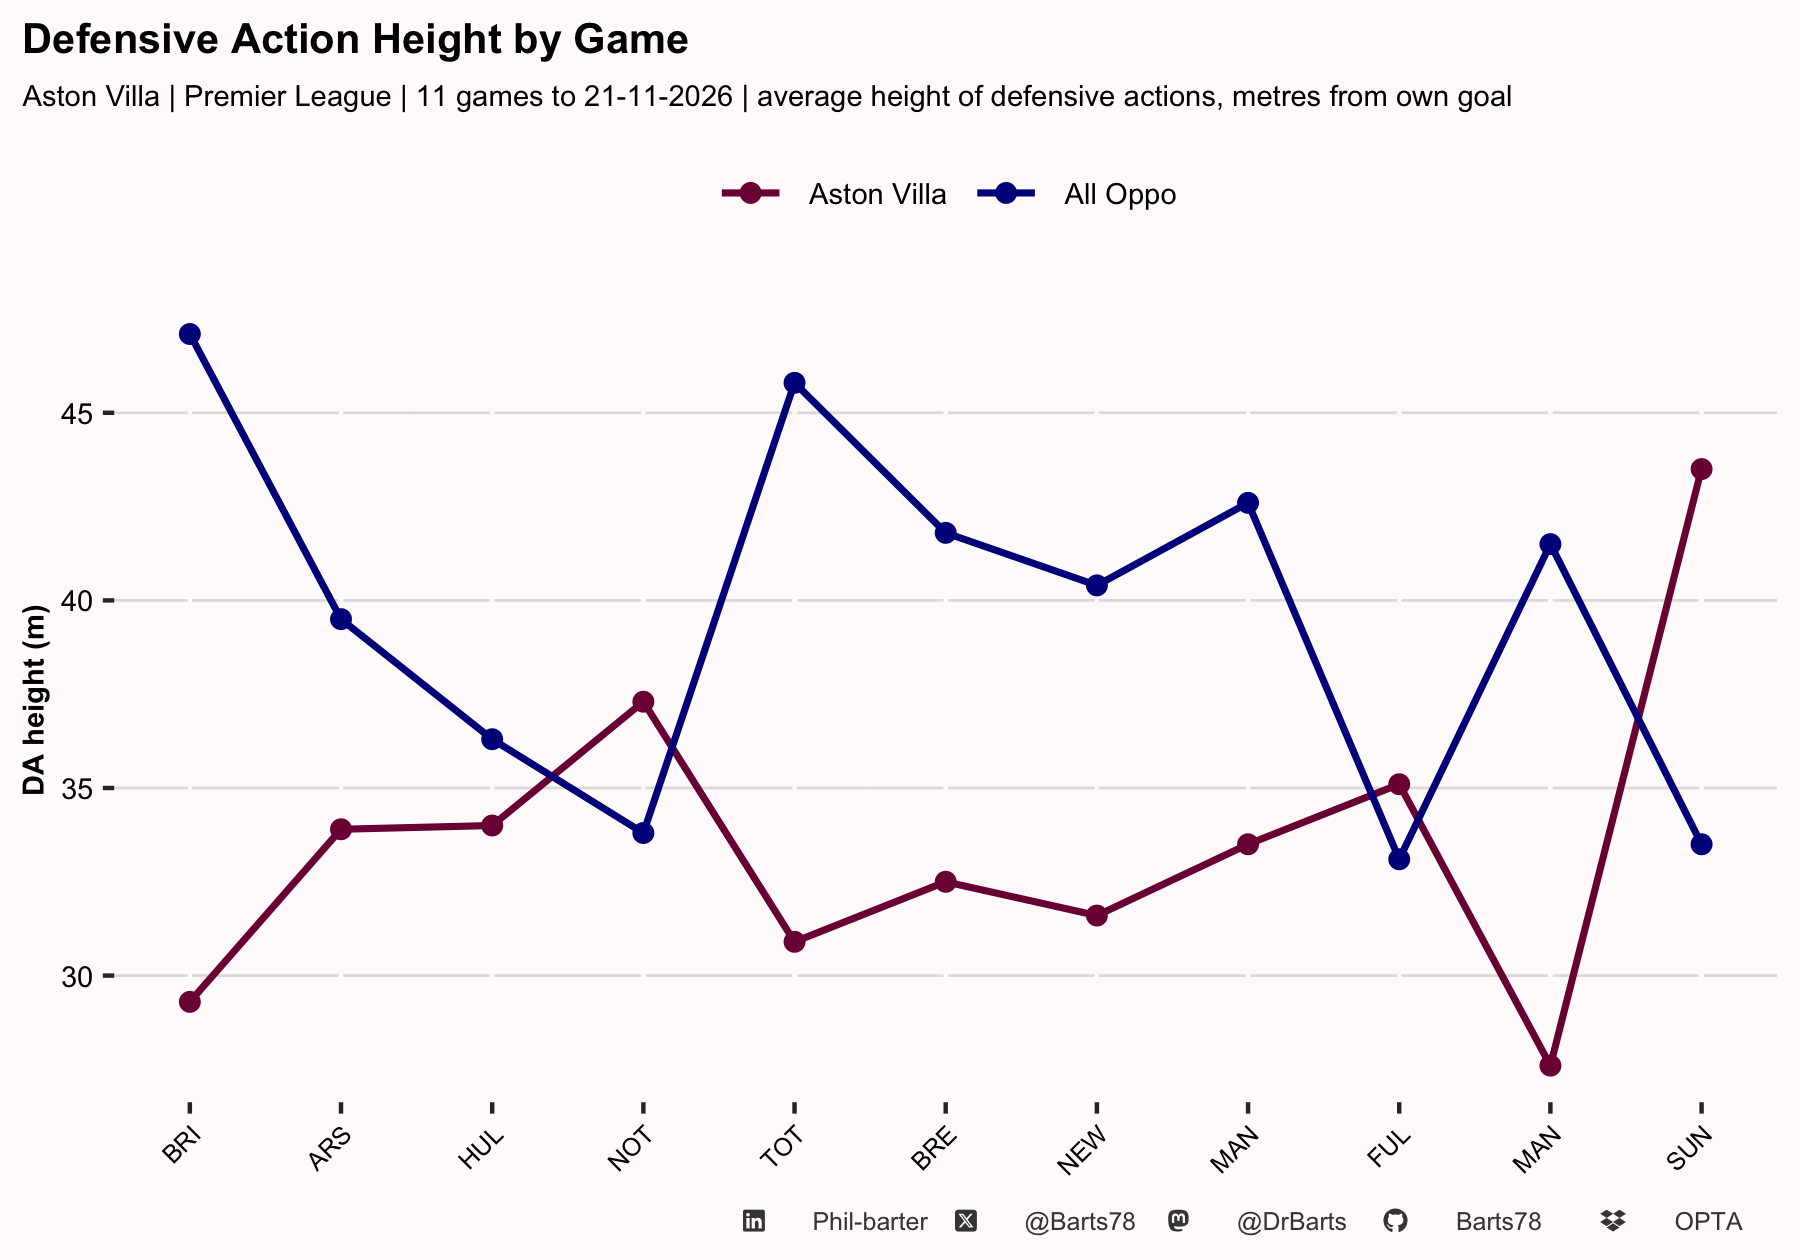 Defensive Action Height by Game
Aston Villa | Premier League | 11 games to 21-11-2026 | average height of defensive actions, metres from own goal
Aston Villa All Oppo
DA height (m)
45
40
35
30
BRI ARS HUL NOT TOT BRE NEW MAN FUL MAN SUN
Phil-barter @Barts78 @DrBarts Barts78 OPTA